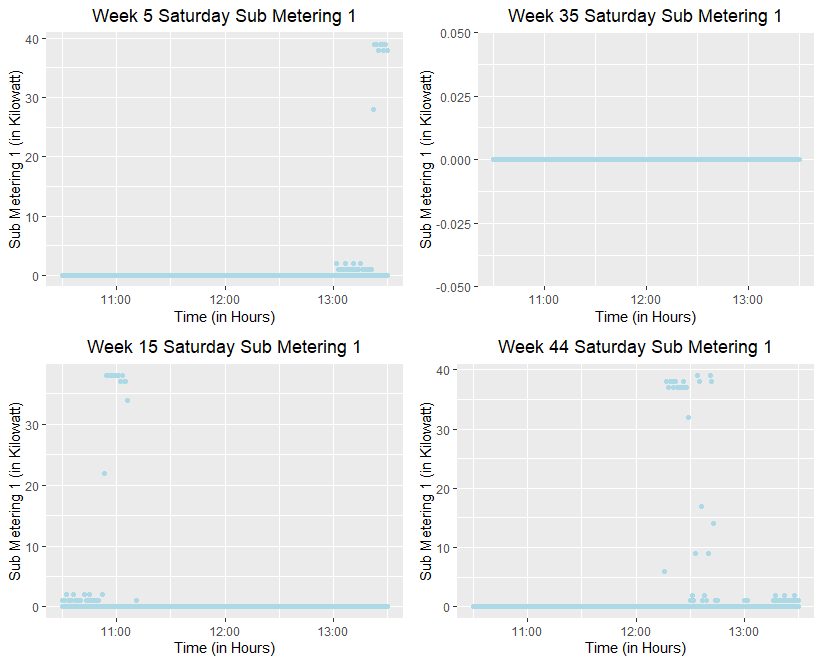 Week 5 Saturday Sub Metering 1
Sub Metering 1 (in Kilowatt)
40
30
20
10
0
11:00 12:00 13:00
Time (in Hours)
Week 35 Saturday Sub Metering 1
Sub Metering 1 (in Kilowatt)
0.050
0.025
0.000
-0.025
-0.050
11:00 12:00 13:00
Time (in Hours)
Week 15 Saturday Sub Metering 1
Sub Metering 1 (in Kilowatt)
30
20
10
0
11:00 12:00 13:00
Time (in Hours)
Week 44 Saturday Sub Metering 1
Sub Metering 1 (in Kilowatt)
40
30
20
10
0
11:00 12:00 13:00
Time (in Hours)